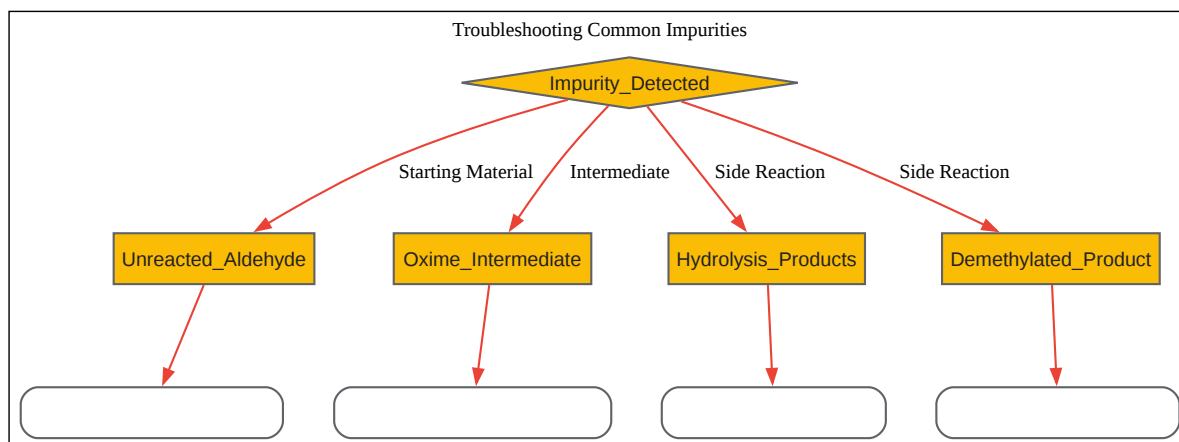 Troubleshooting Common Impurities
Impurity_Detected
Starting Material
Intermediate
Side Reaction
Side Reaction
Unreacted_Aldehyde
Oxime_Intermediate
Hydrolysis_Products
Demethylated_Product